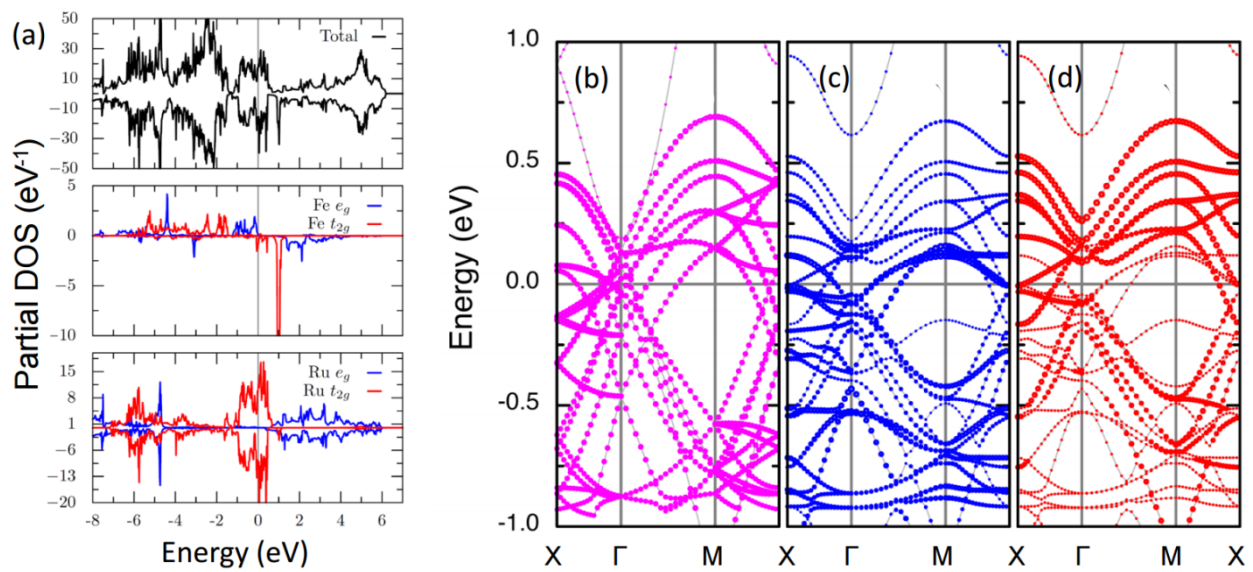 (a)
Partial DOS (eV⁻¹)
50
30
10
−10
−30
−50
Total
5
0
−5
−10
Fe e_g
Fe t_2g
15
8
1
−6
−13
−20
Ru e_g
Ru t_2g
-8 -6 -4 -2 0 2 4 6
Energy (eV)
Energy (eV)
1.0
0.5
0.0
-0.5
-1.0
(b) (c) (d)
X Γ M X Γ M X Γ M X